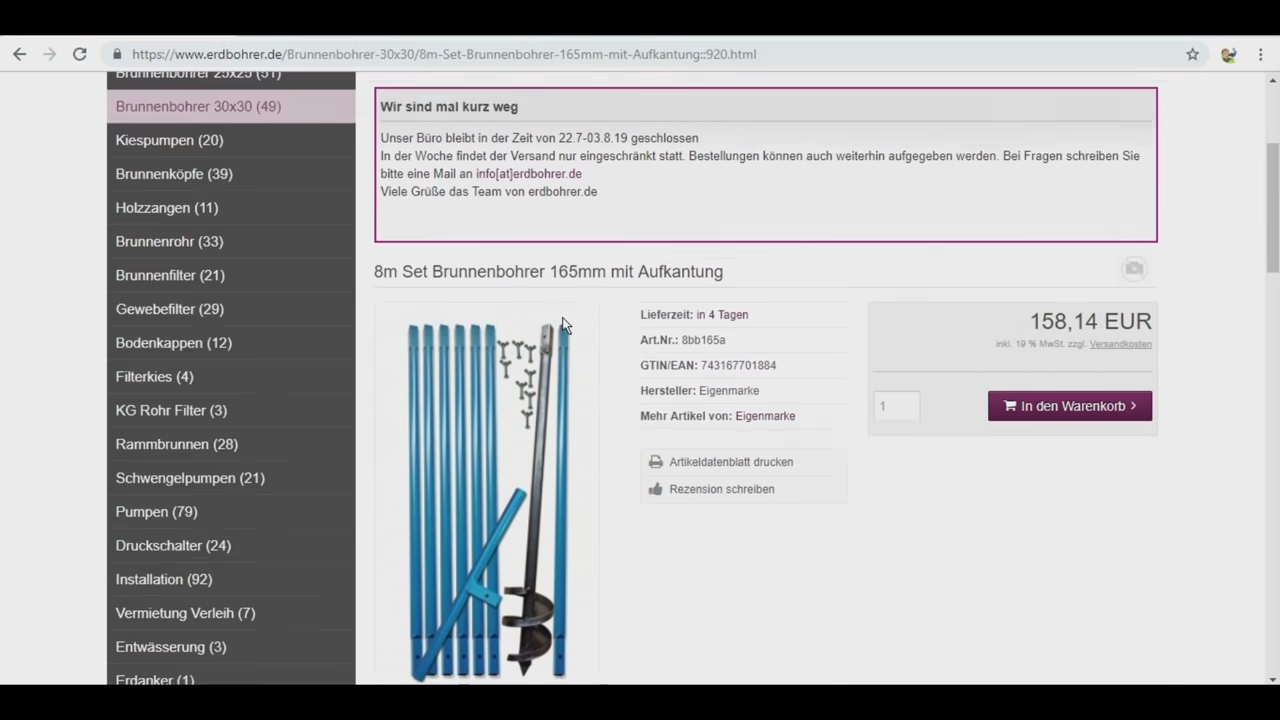 https://www.erdbohrer.de/Brunnenbohrer-30x30/8m-Set-Brunnenbohrer-165mm-mit-Aufkantung::920.html
Brunnenbohrer 25x25 (51)
Brunnenbohrer 30x30 (49)
Kiespumpen (20)
Brunnenköpfe (39)
Holzzangen (11)
Brunnenrohr (33)
Brunnenfilter (21)
Gewebefilter (29)
Bodenkappen (12)
Filterkies (4)
KG Rohr Filter (3)
Rammbrunnen (28)
Schwengelpumpen (21)
Pumpen (79)
Druckschalter (24)
Installation (92)
Vermietung Verleih (7)
Entwässerung (3)
Erdanker (1)
Wir sind mal kurz weg
Unser Büro bleibt in der Zeit von 22.7-03.8.19 geschlossen
In der Woche findet der Versand nur eingeschränkt statt. Bestellungen können auch weiterhin aufgegeben werden. Bei Fragen schreiben Sie
bitte eine Mail an info[at]erdbohrer.de
Viele Grüße das Team von erdbohrer.de
8m Set Brunnenbohrer 165mm mit Aufkantung
Lieferzeit: in 4 Tagen
Art.Nr.: 8bb165a
GTIN/EAN: 743167701884
Hersteller: Eigenmarke
Mehr Artikel von: Eigenmarke
Artikeldatenblatt drucken
Rezension schreiben
158,14 EUR
inkl. 19 % MwSt. zzgl. Versandkosten
1
In den Warenkorb